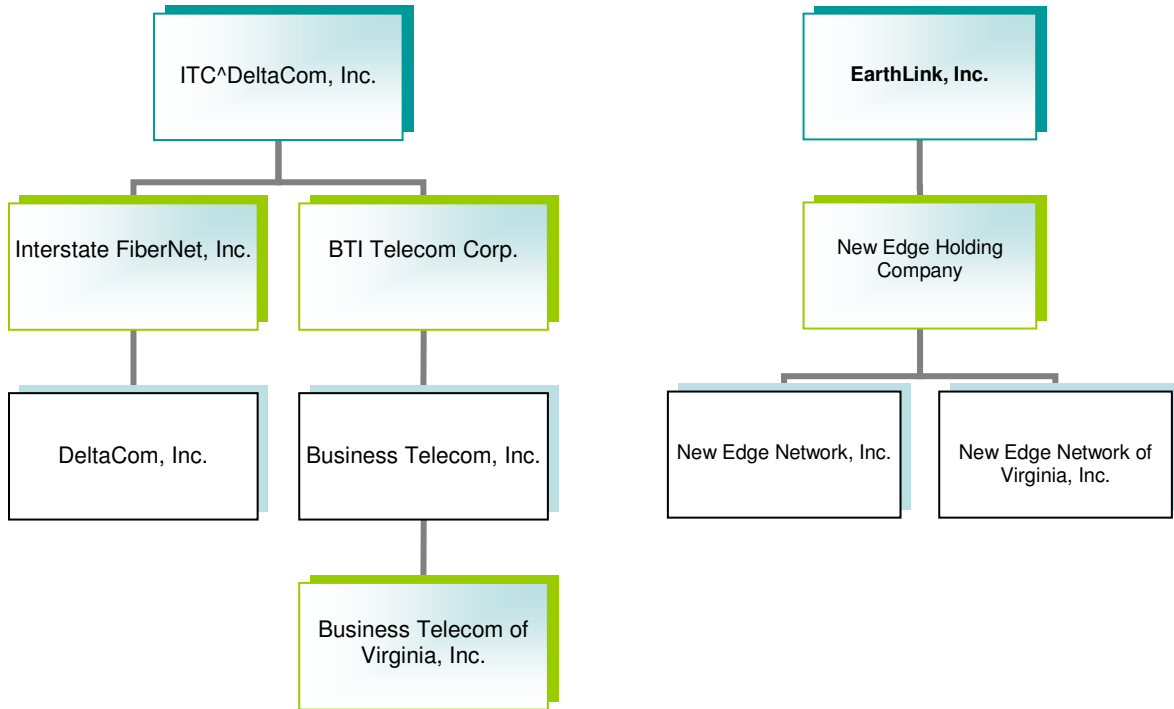 ITC^DeltaCom, Inc.
EarthLink, Inc.
Interstate FiberNet, Inc.
BTI Telecom Corp.
New Edge Holding
Company
DeltaCom, Inc.
Business Telecom, Inc.
New Edge Network, Inc.
New Edge Network of
Virginia, Inc.
Business Telecom of
Virginia, Inc.